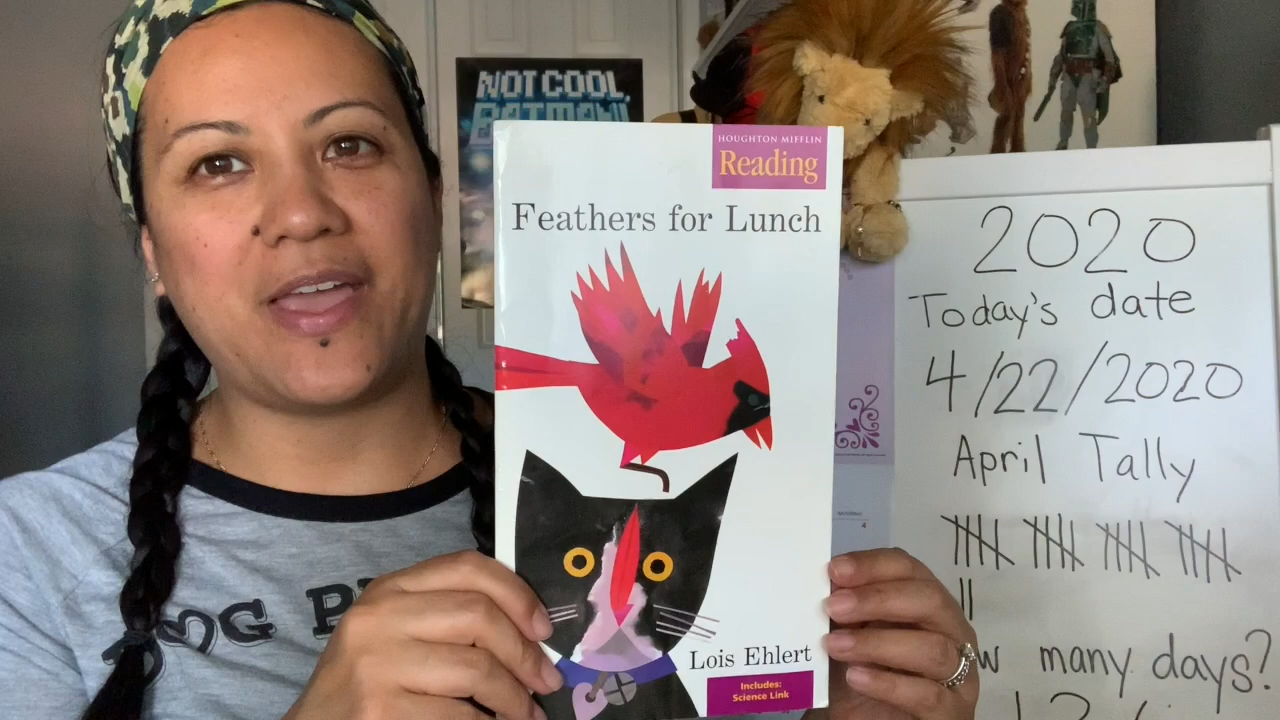 NOT COOL,
BATMAN!
HOUGHTON MIFFLIN
Reading
Feathers for Lunch
Lois Ehlert
Includes:
Science Link
2020
Today's date
4/22/2020
April Tally
many days?